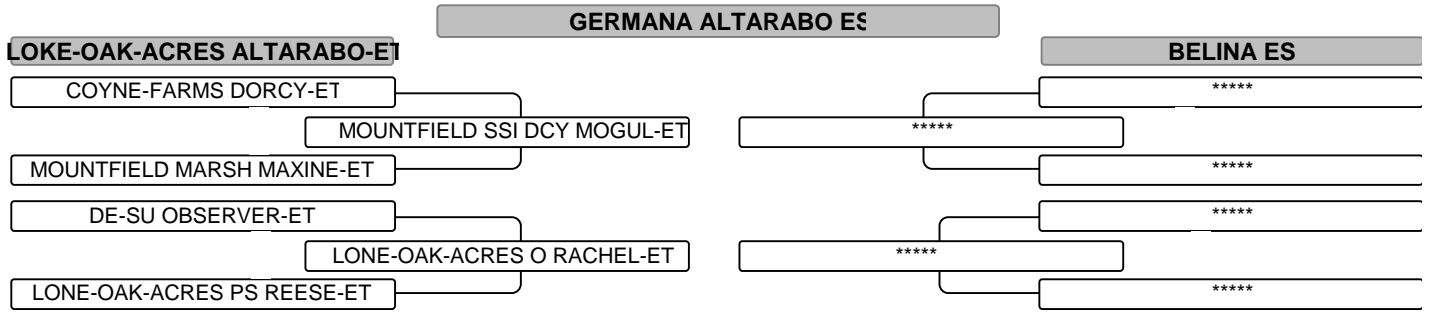 GERMANA ALTARABO ES
LOKE-OAK-ACRES ALTARABO-ET
BELINA ES
COYNE-FARMS DORCY-ET
*****
MOUNTFIELD SSI DCY MOGUL-ET
*****
MOUNTFIELD MARSH MAXINE-ET
*****
DE-SU OBSERVER-ET
*****
LONE-OAK-ACRES O RACHEL-ET
*****
LONE-OAK-ACRES PS REESE-ET
*****